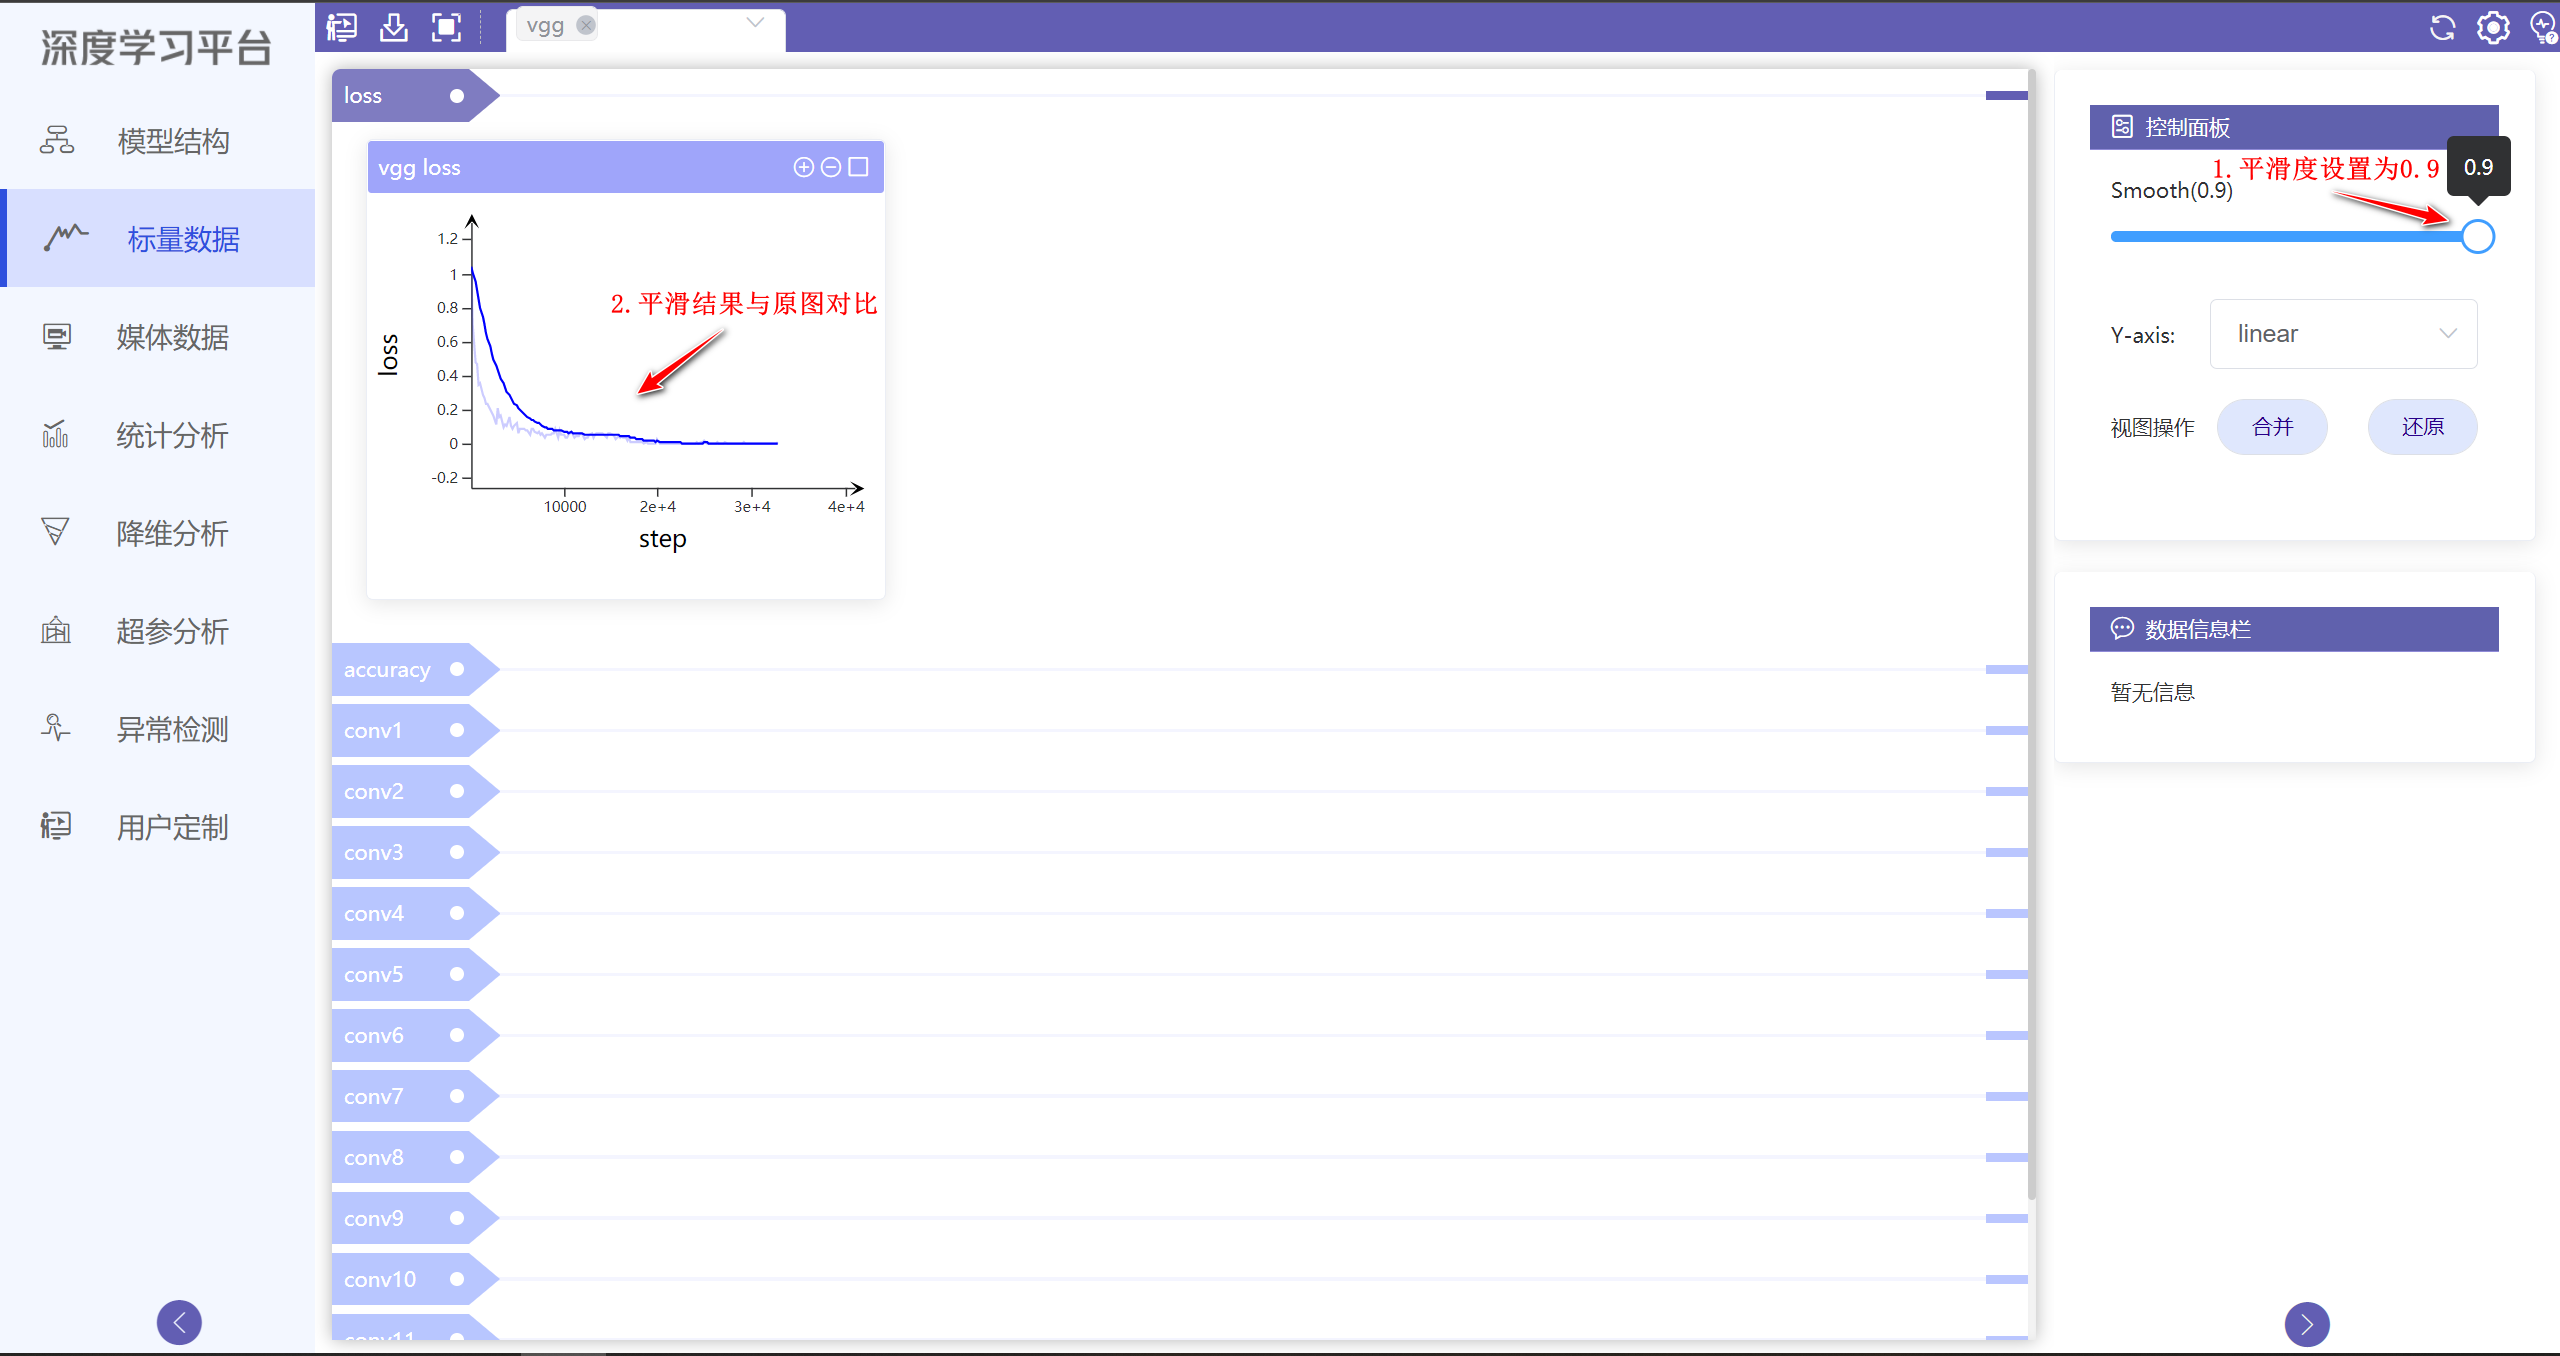 深度学习平台
模型结构
标量数据
媒体数据
统计分析
降维分析
超参分析
异常检测
用户定制
vgg
loss
vgg loss
1.2
1
0.8
0.6
0.4
0.2
0
-0.2
loss
10000 2e+4 3e+4 4e+4
step
2.平滑结果与原图对比
accuracy
conv1
conv2
conv3
conv4
conv5
conv6
conv7
conv8
conv9
conv10
conv11
控制面板
0.9
1.平滑度设置为0.9
Smooth(0.9)
Y-axis: linear
视图操作 合并 还原
数据信息栏
暂无信息